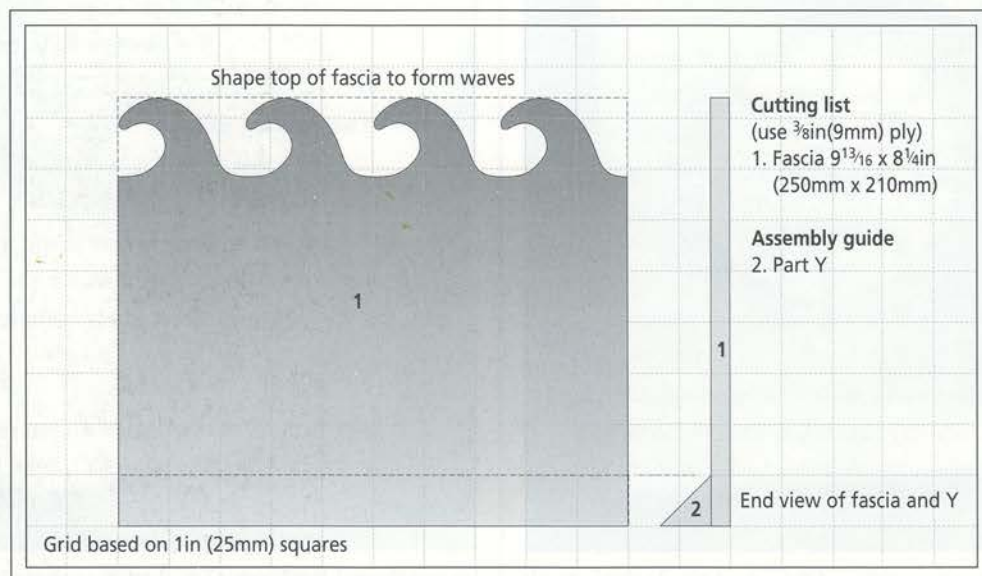 Shape top of fascia to form waves
Cutting list
(use ⅜in(9mm) ply)
1. Fascia 9¹³⁄₁₆ x 8¼in
(250mm x 210mm)
Assembly guide
2. Part Y
1
1
2
End view of fascia and Y
Grid based on 1in (25mm) squares